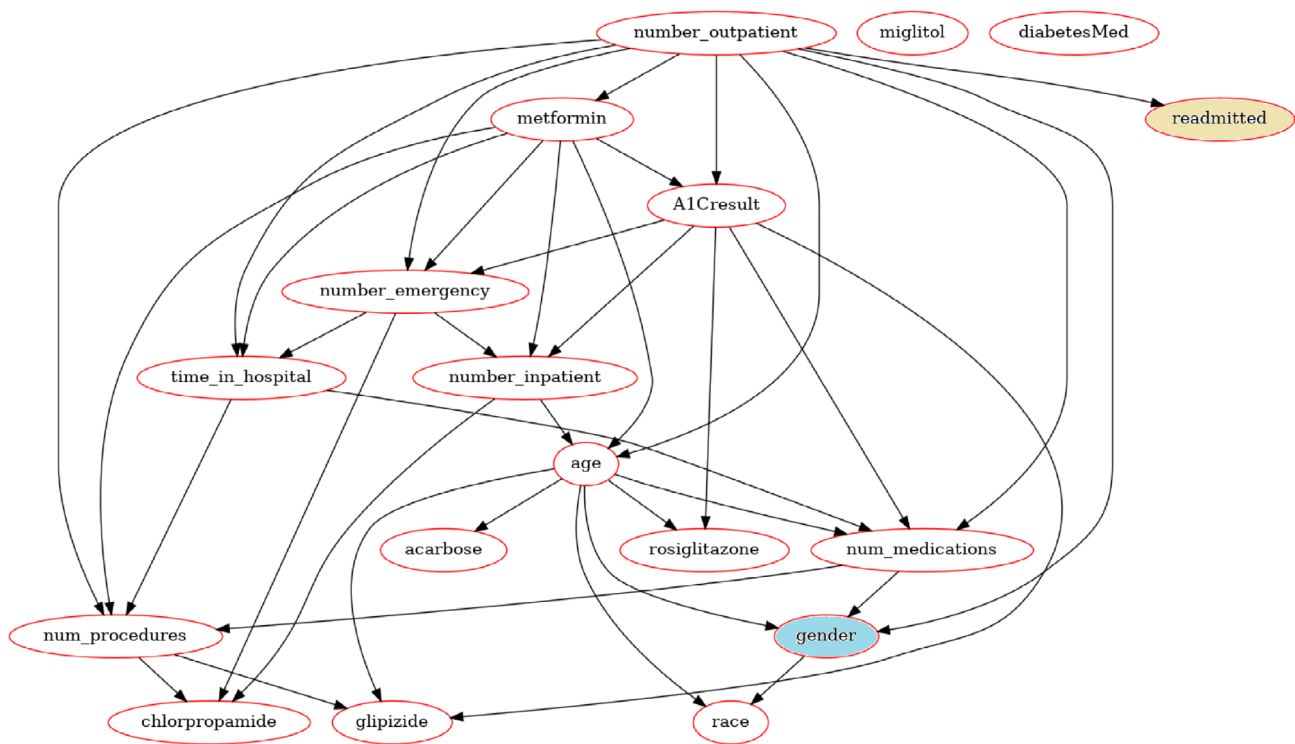 number_outpatient
miglitol
diabetesMed
metformin
readmitted
A1Cresult
number_emergency
time_in_hospital
number_inpatient
age
acarbose
rosiglitazone
num_medications
num_procedures
gender
chlorpropamide
glipizide
race